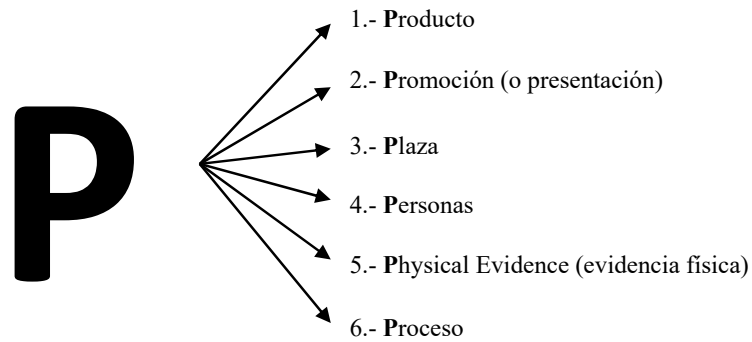 P
1.- Producto
2.- Promoción (o presentación)
3.- Plaza
4.- Personas
5.- Physical Evidence (evidencia física)
6.- Proceso